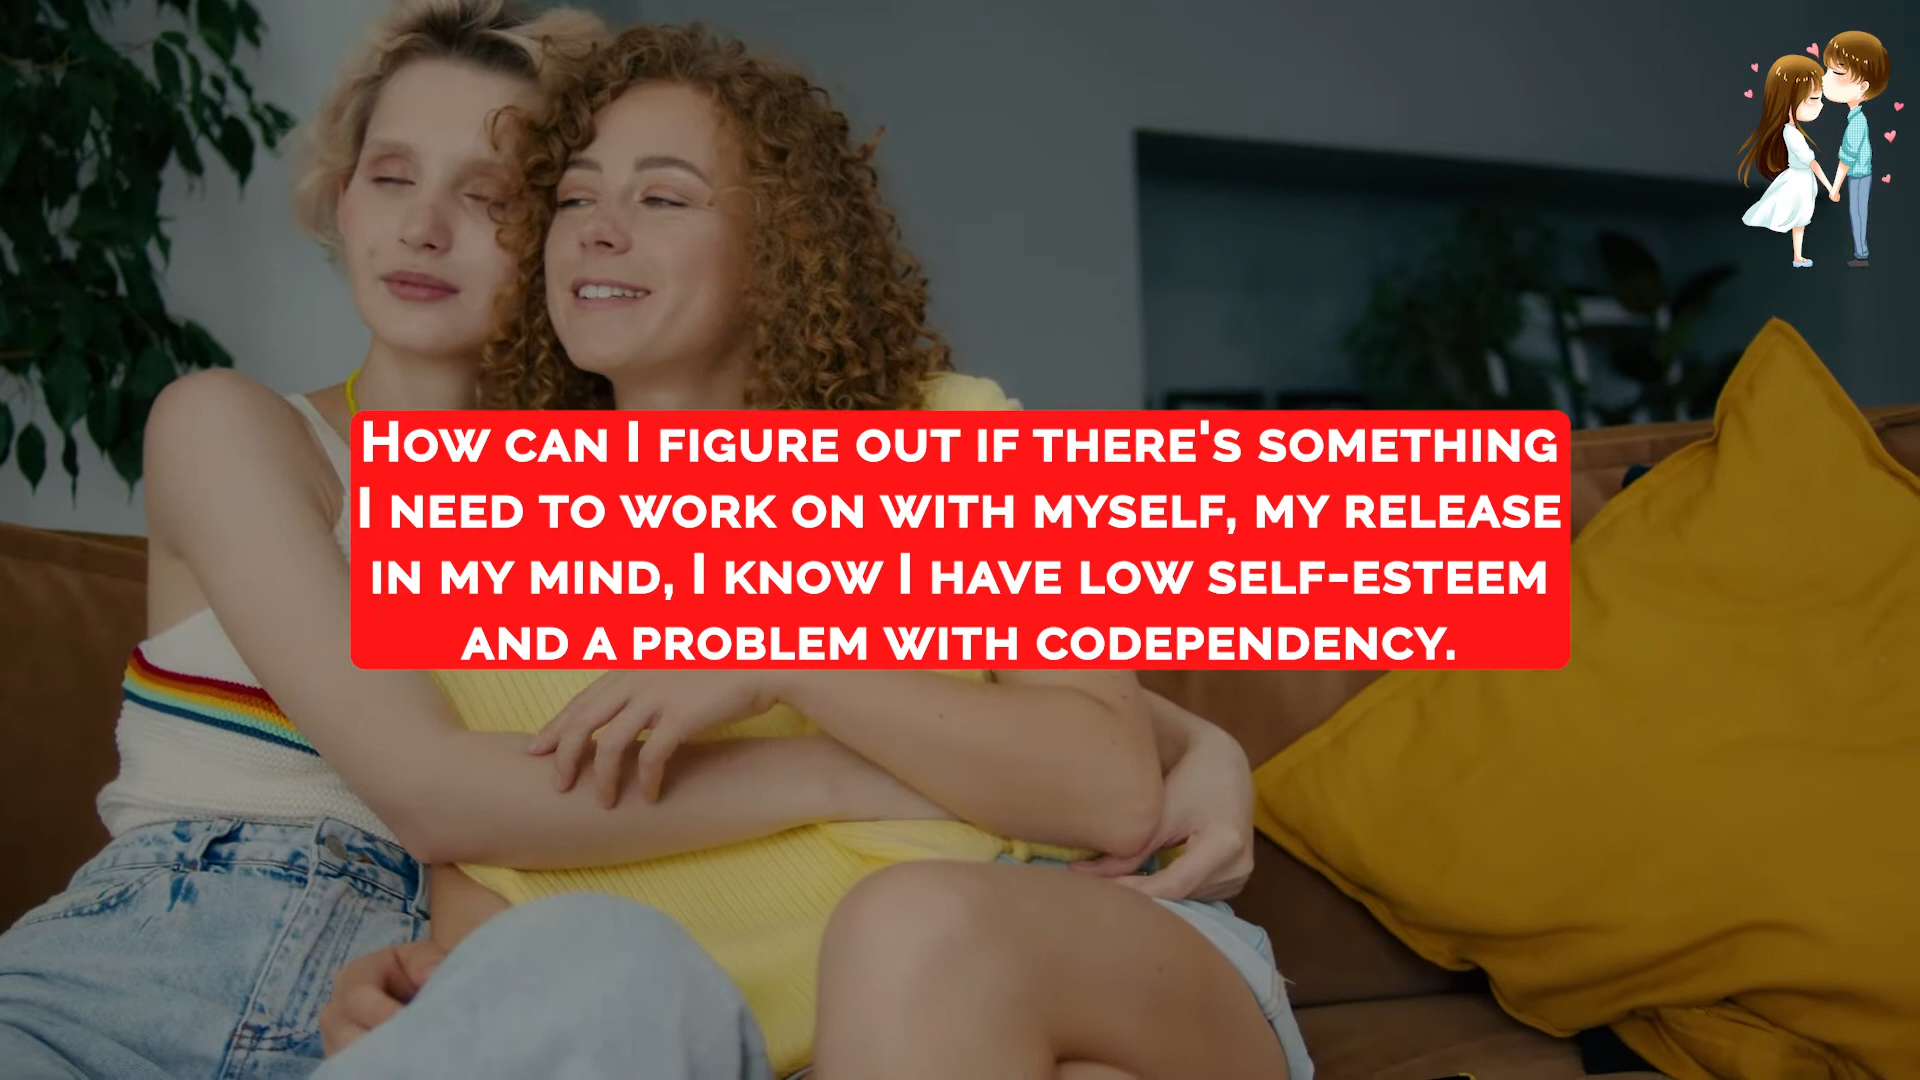 How can I figure out if there's something
I need to work on with myself, my release
in my mind, I know I have low self-esteem
and a problem with codependency.